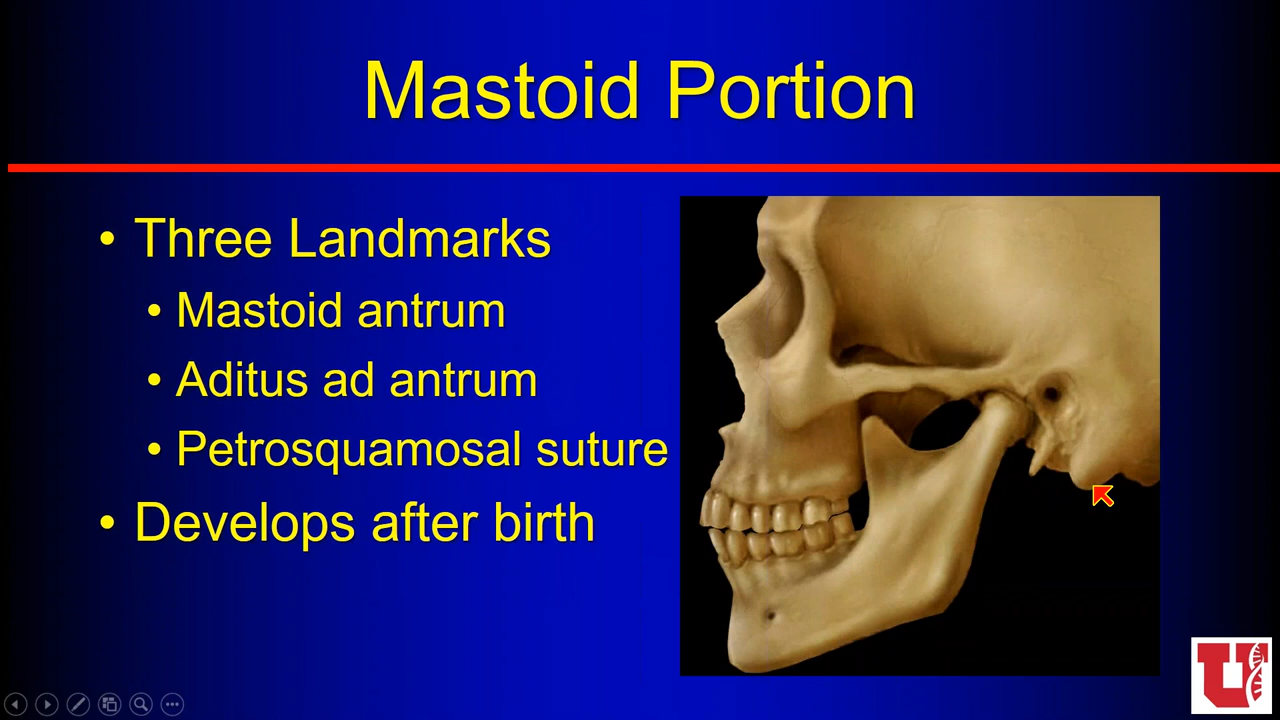 Mastoid Portion
• Three Landmarks
• Mastoid antrum
• Aditus ad antrum
• Petrosquamosal suture
• Develops after birth
U